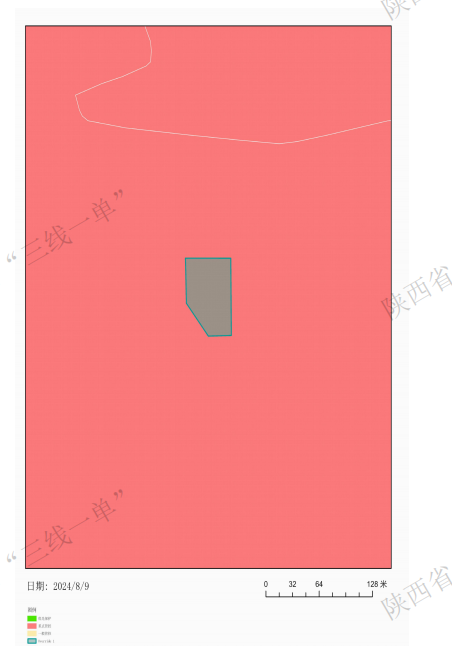 陕西省
“三线一单”
陕西省
“三线一单”
日期: 2024/8/9
0 32 64 128 米
陕西省
图例